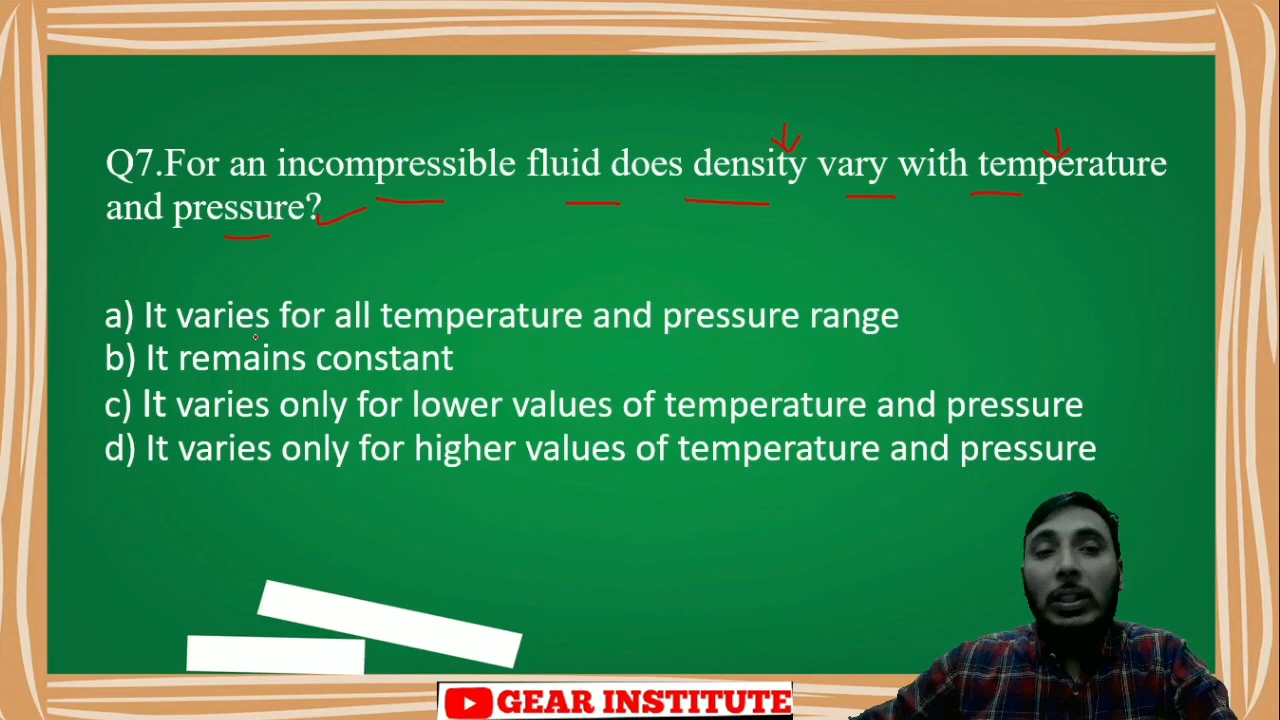 Q7.For an incompressible fluid does density vary with temperature
and pressure?
a) It varies for all temperature and pressure range
b) It remains constant
c) It varies only for lower values of temperature and pressure
d) It varies only for higher values of temperature and pressure
GEAR INSTITUTE